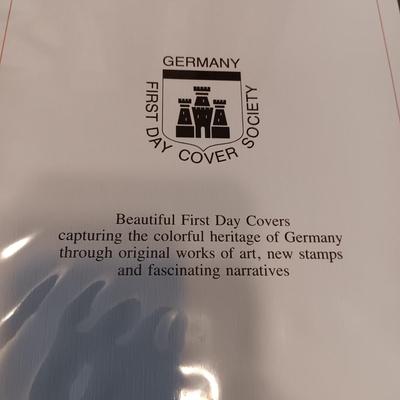 GERMANY
FIRST DAY COVER SOCIETY
Beautiful First Day Covers
capturing the colorful heritage of Germany
through original works of art, new stamps
and fascinating narratives